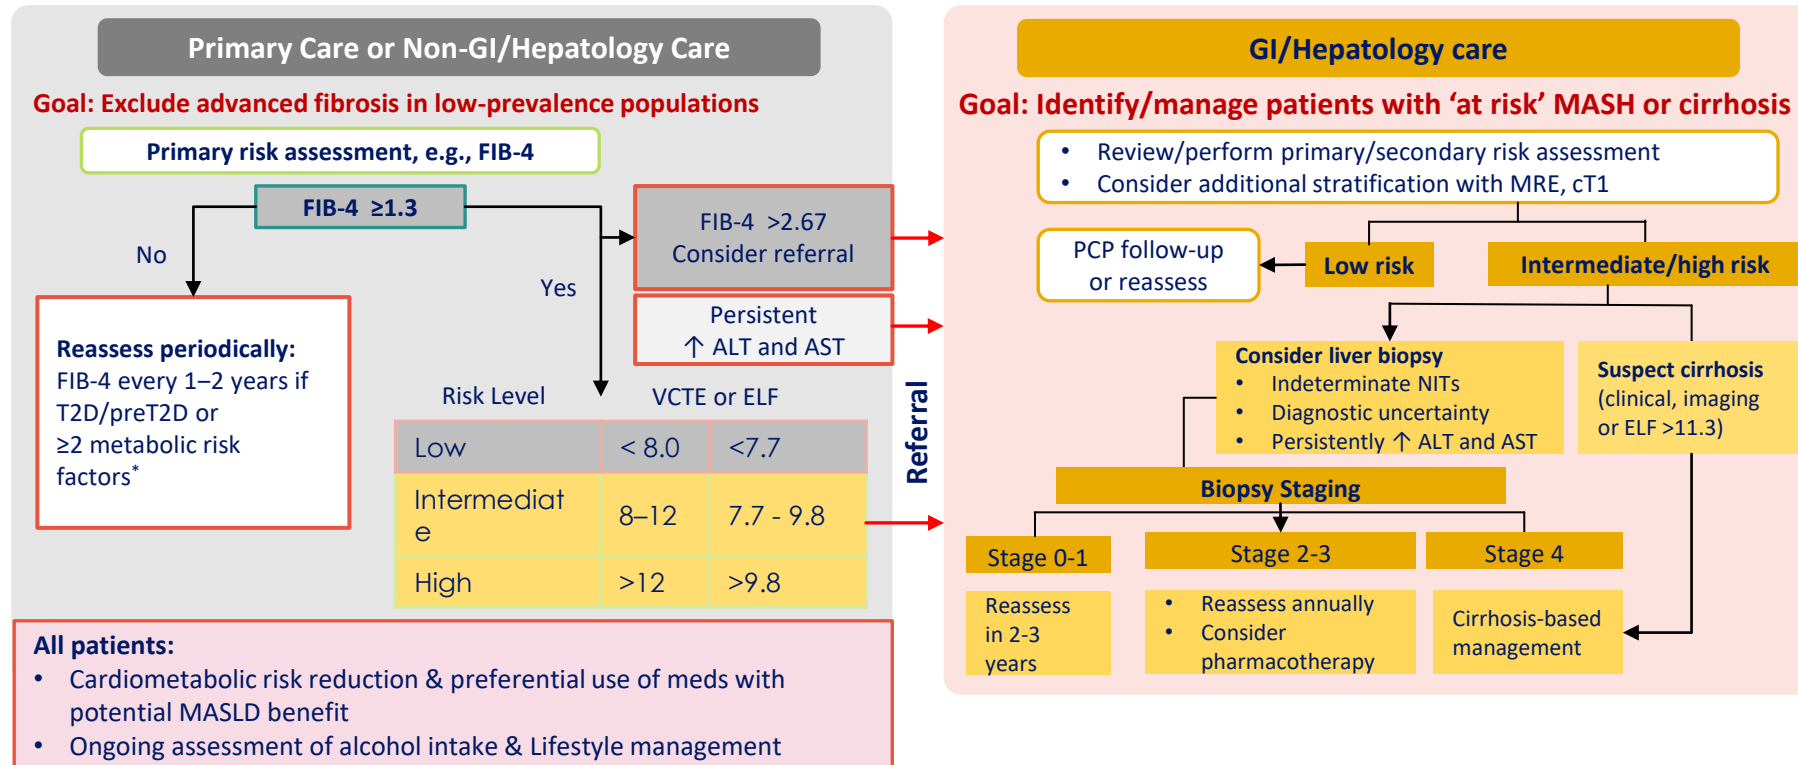 Primary Care or Non-GI/Hepatology Care
Goal: Exclude advanced fibrosis in low-prevalence populations
Primary risk assessment, e.g., FIB-4
FIB-4 ≥1.3
No
Yes
FIB-4 >2.67
Consider referral
Persistent
↑ ALT and AST
Reassess periodically:
FIB-4 every 1–2 years if
T2D/preT2D or
≥2 metabolic risk
factors*
Risk Level VCTE or ELF
Low < 8.0 <7.7
Intermediat
e 8–12 7.7 - 9.8
High >12 >9.8
All patients:
• Cardiometabolic risk reduction & preferential use of meds with
potential MASLD benefit
• Ongoing assessment of alcohol intake & Lifestyle management
Referral
GI/Hepatology care
Goal: Identify/manage patients with ‘at risk’ MASH or cirrhosis
• Review/perform primary/secondary risk assessment
• Consider additional stratification with MRE, cT1
PCP follow-up
or reassess
Low risk
Intermediate/high risk
Consider liver biopsy
• Indeterminate NITs
• Diagnostic uncertainty
• Persistently ↑ ALT and AST
Suspect cirrhosis
(clinical, imaging
or ELF >11.3)
Biopsy Staging
Stage 0-1
Stage 2-3
Stage 4
Reassess
in 2-3
years
• Reassess annually
• Consider
pharmacotherapy
Cirrhosis-based
management